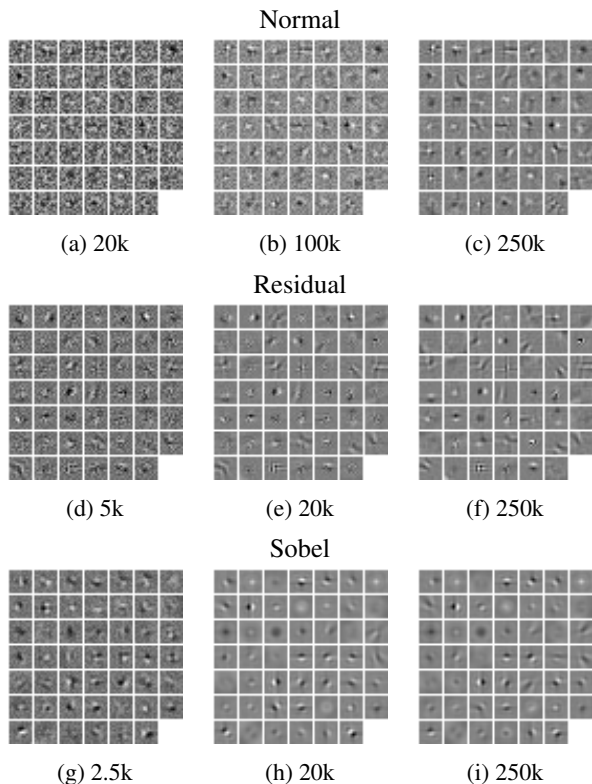 Normal
(a) 20k (b) 100k (c) 250k
Residual
(d) 5k (e) 20k (f) 250k
Sobel
(g) 2.5k (h) 20k (i) 250k